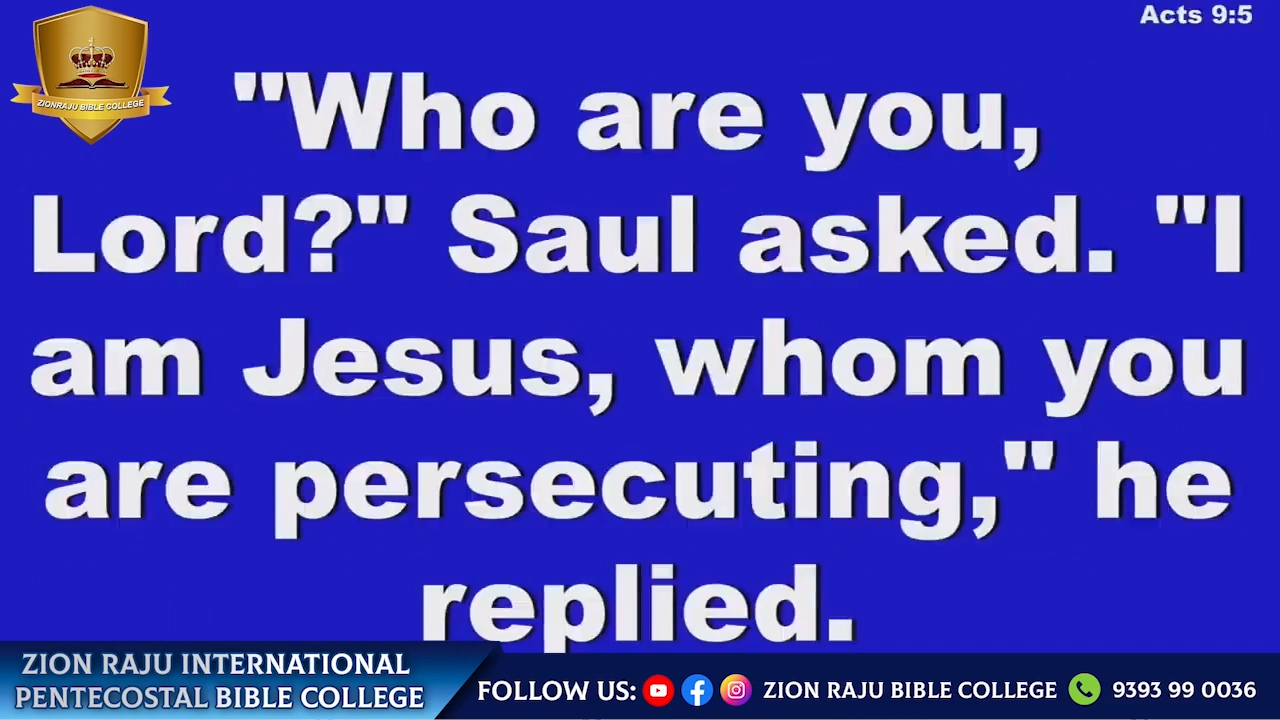 Acts 9:5
ZIONRAJU BIBLE COLLEGE
"Who are you,
Lord?" Saul asked. "I
am Jesus, whom you
are persecuting," he
replied.
ZION RAJU INTERNATIONAL
PENTECOSTAL BIBLE COLLEGE
FOLLOW US: ZION RAJU BIBLE COLLEGE 9393 99 0036